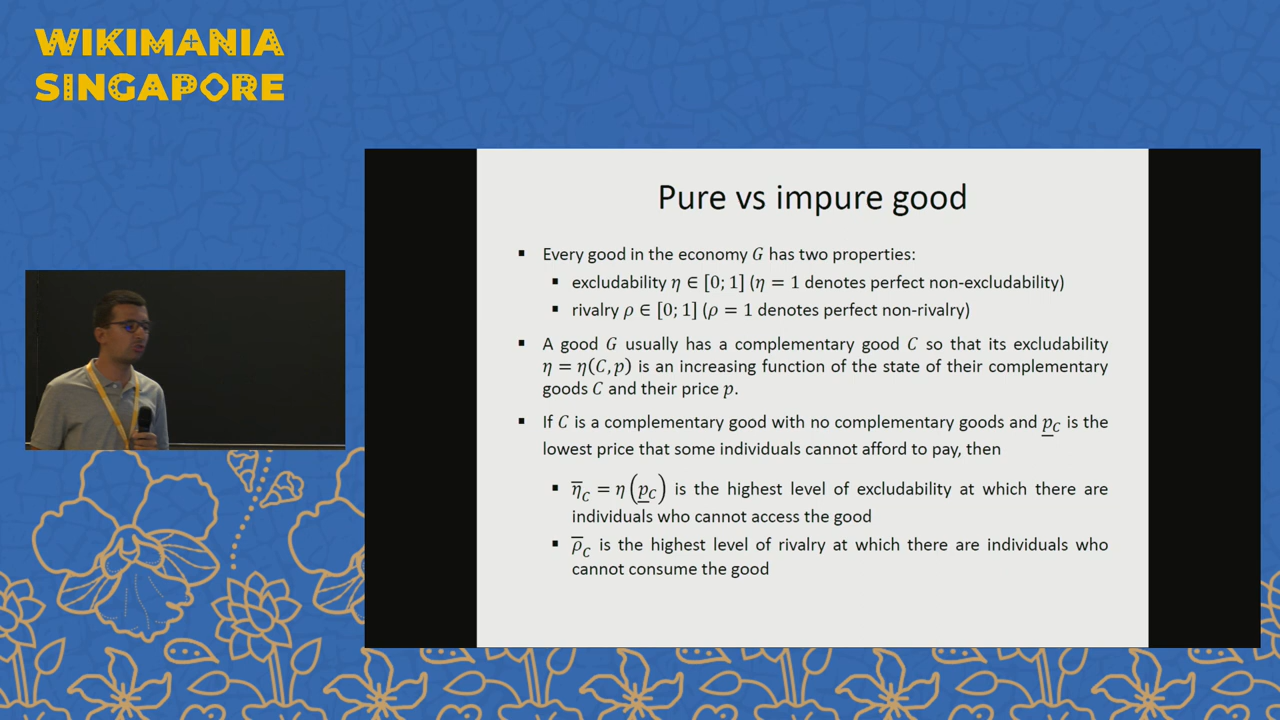 WIKIMANIA
SINGAPORE
Pure vs impure good
▪ Every good in the economy G has two properties:
▪ excludability η ∈ [0; 1] (η = 1 denotes perfect non-excludability)
▪ rivalry ρ ∈ [0; 1] (ρ = 1 denotes perfect non-rivalry)
▪ A good G usually has a complementary good C so that its excludability
η = η(C, p) is an increasing function of the state of their complementary
goods C and their price p.
▪ If C is a complementary good with no complementary goods and p̲_C is the
lowest price that some individuals cannot afford to pay, then
▪ η̅_C = η(p̲_C) is the highest level of excludability at which there are
individuals who cannot access the good
▪ ρ̅_C is the highest level of rivalry at which there are individuals who
cannot consume the good